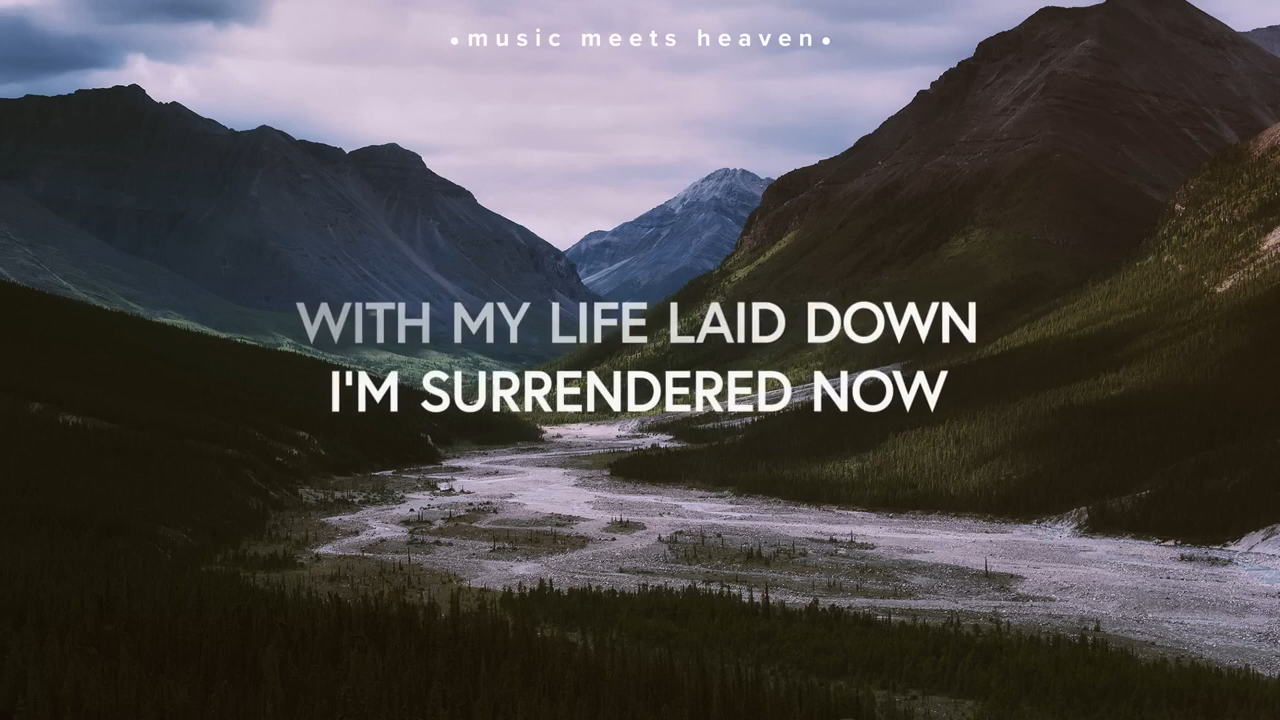 •music meets heaven•
WITH MY LIFE LAID DOWN
I'M SURRENDERED NOW